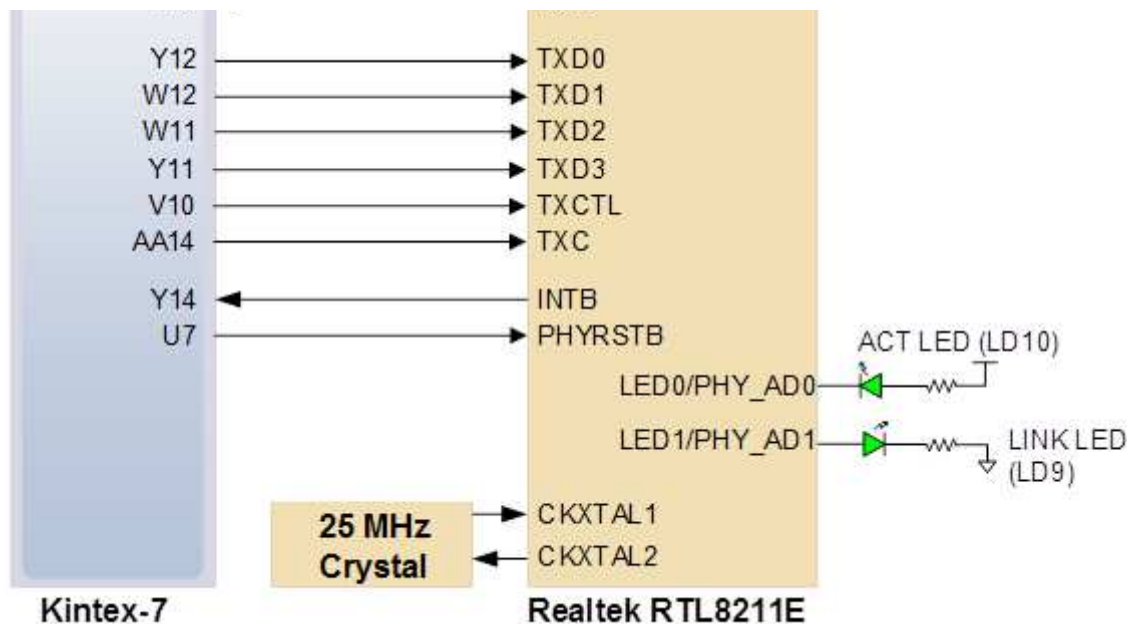 Y12 TXD0
W12 TXD1
W11 TXD2
Y11 TXD3
V10 TXCTL
AA14 TXC
Y14 INTB
U7 PHYRSTB
ACT LED (LD10)
LED0/PHY_AD0
LED1/PHY_AD1 LINK LED
(LD9)
25 MHz
Crystal
CKXTAL1
CKXTAL2
Kintex-7 Realtek RTL8211E